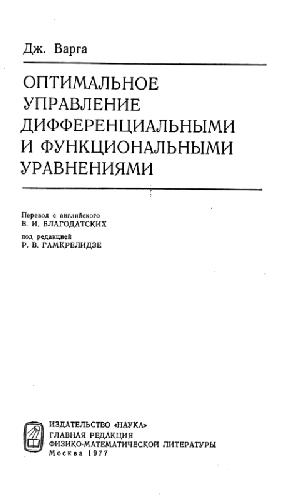 Дж. Варга
ОПТИМАЛЬНОЕ
УПРАВЛЕНИЕ
ДИФФЕРЕНЦИАЛЬНЫМИ
И ФУНКЦИОНАЛЬНЫМИ
УРАВНЕНИЯМИ
Перевод с английского
В. И. БЛАГОДАТСКИХ
под редакцией
Р. В. ГАМКРЕЛИДЗЕ
ИЗДАТЕЛЬСТВО «НАУКА»
ГЛАВНАЯ РЕДАКЦИЯ
ФИЗИКО-МАТЕМАТИЧЕСКОЙ ЛИТЕРАТУРЫ
Москва 1977